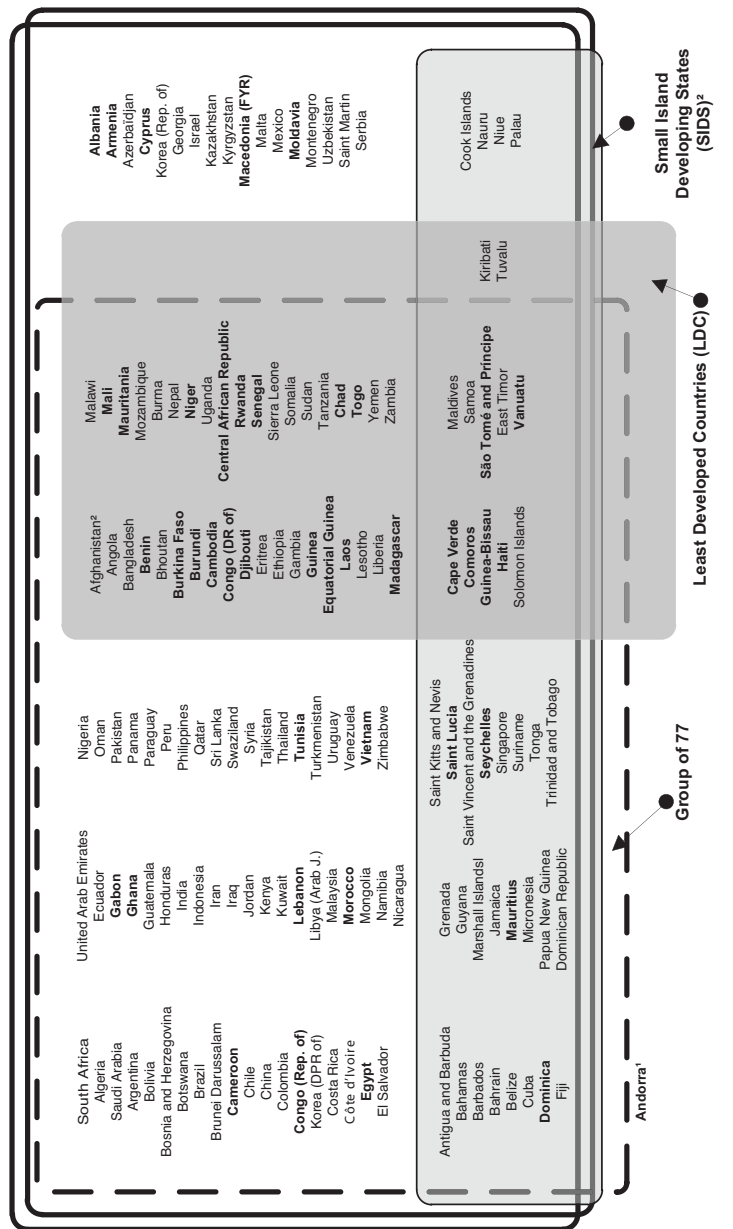 South Africa
Algeria
Saudi Arabia
Argentina
Bolivia
Bosnia and Herzegovina
Botswana
Brazil
Brunei Darussalam
Cameroon
Chile
China
Colombia
Congo (Rep. of)
Korea (DPR of)
Costa Rica
Côte d'Ivoire
Egypt
El Salvador
United Arab Emirates
Ecuador
Gabon
Ghana
Guatemala
Honduras
India
Indonesia
Iran
Iraq
Jordan
Kenya
Kuwait
Lebanon
Libya (Arab J.)
Malaysia
Morocco
Mongolia
Namibia
Nicaragua
Nigeria
Oman
Pakistan
Panama
Paraguay
Peru
Philippines
Qatar
Sri Lanka
Swaziland
Syria
Tajikistan
Thailand
Tunisia
Turkmenistan
Uruguay
Venezuela
Vietnam
Zimbabwe
Afghanistan²
Angola
Bangladesh
Benin
Bhoutan
Burkina Faso
Burundi
Cambodia
Congo (DR of)
Djibouti
Eritrea
Ethiopia
Gambia
Guinea
Equatorial Guinea
Laos
Lesotho
Liberia
Madagascar
Malawi
Mali
Mauritania
Mozambique
Burma
Nepal
Niger
Uganda
Central African Republic
Rwanda
Senegal
Sierra Leone
Somalia
Sudan
Tanzania
Chad
Togo
Yemen
Zambia
Albania
Armenia
Azerbaïdjan
Cyprus
Korea (Rep. of)
Georgia
Israel
Kazakhstan
Kyrgyzstan
Macedonia (FYR)
Malta
Mexico
Moldavia
Montenegro
Uzbekistan
Saint Martin
Serbia
Antigua and Barbuda
Bahamas
Barbados
Bahrain
Belize
Cuba
Dominica
Fiji
Grenada
Guyana
Marshall Islandsl
Jamaica
Mauritius
Micronesia
Papua New Guinea
Dominican Republic
Saint Kitts and Nevis
Saint Lucia
Saint Vincent and the Grenadines
Seychelles
Singapore
Suriname
Tonga
Trinidad and Tobago
Cape Verde
Comoros
Guinea-Bissau
Haiti
Solomon Islands
Maldives
Samoa
São Tomé and Principe
East Timor
Vanuatu
Kiribati
Tuvalu
Cook Islands
Nauru
Niue
Palau
Andorra¹
Group of 77
Least Developed Countries (LDC)
Small Island
Developing States
(SIDS)²